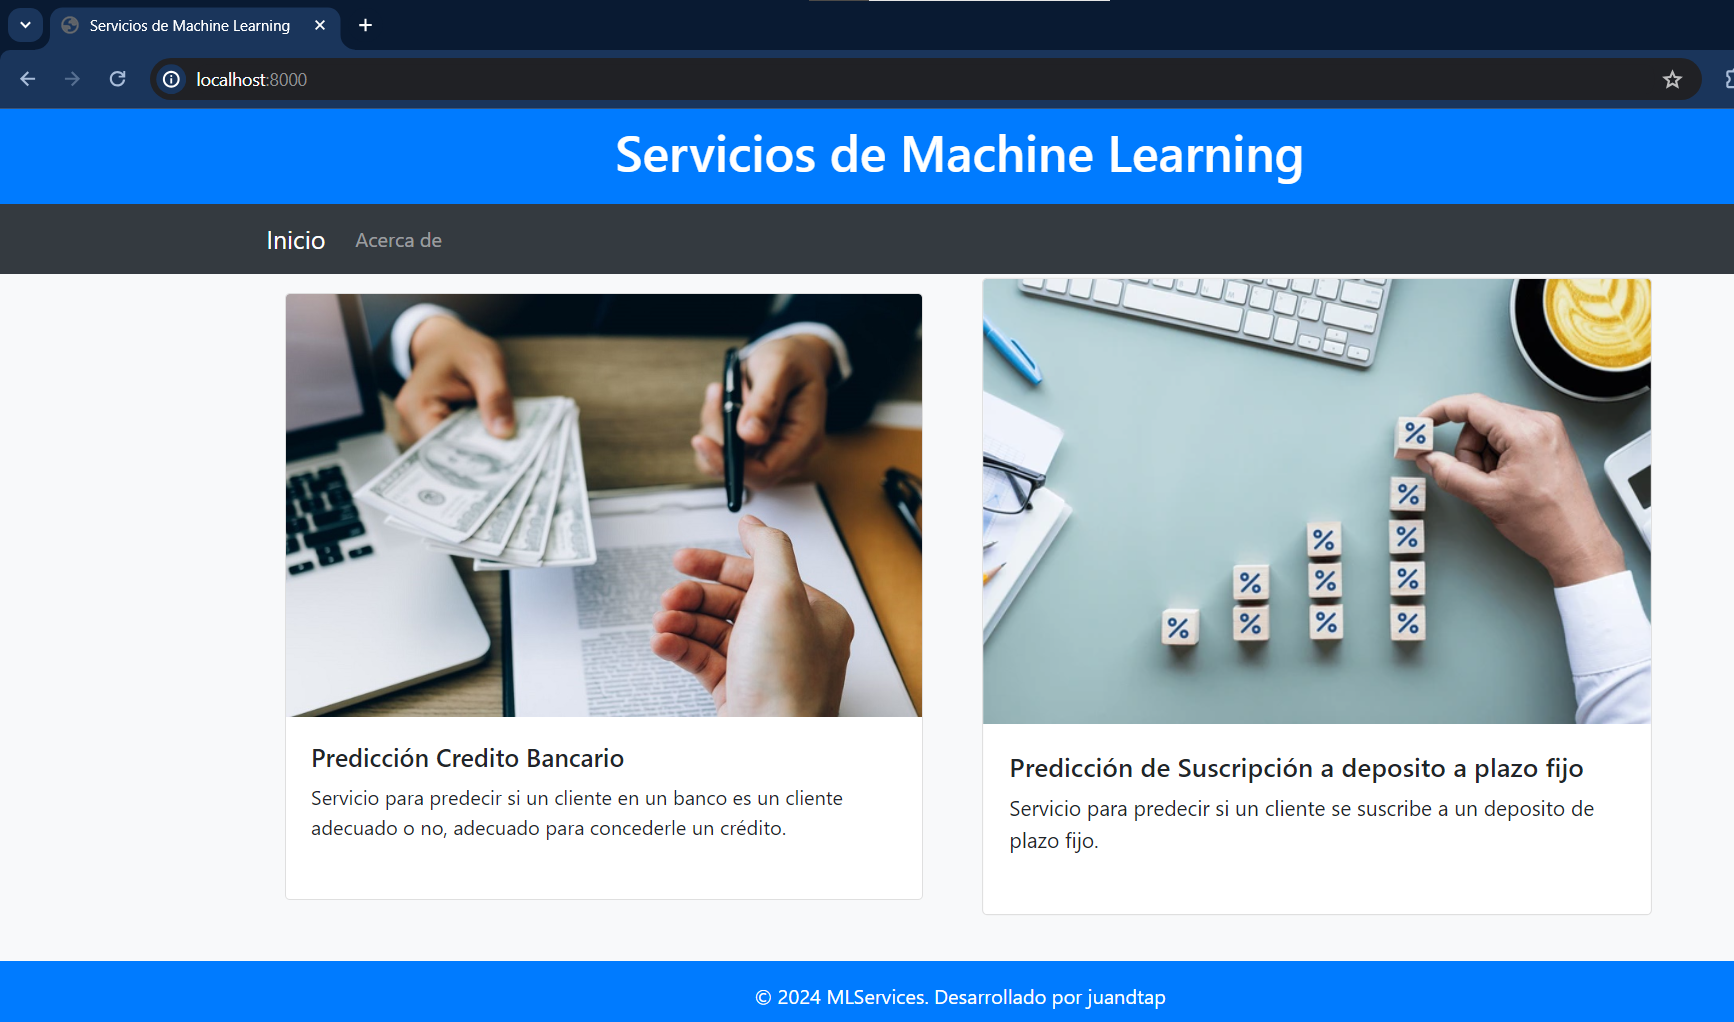 Servicios de Machine Learning
localhost:8000
Servicios de Machine Learning
Inicio Acerca de
%
%
%
%
%
%
%
%
%
%
%
Predicción Credito Bancario
Servicio para predecir si un cliente en un banco es un cliente
adecuado o no, adecuado para concederle un crédito.
Predicción de Suscripción a deposito a plazo fijo
Servicio para predecir si un cliente se suscribe a un deposito de
plazo fijo.
© 2024 MLServices. Desarrollado por juandtap